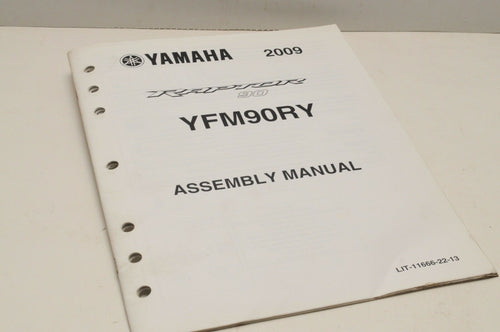 YAMAHA 2009
RAPTOR
90
YFM90RY
ASSEMBLY MANUAL
LIT-11666-22-13